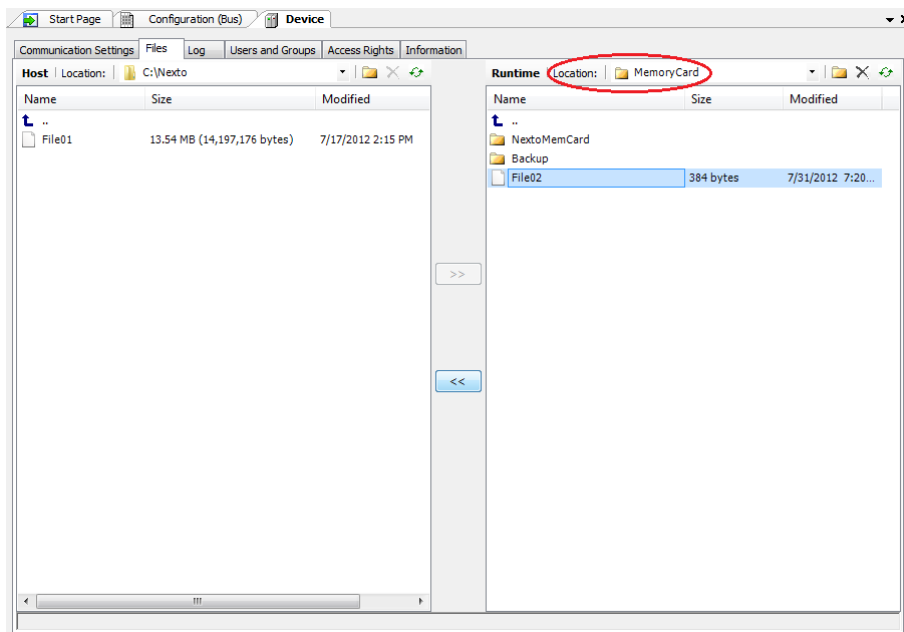 Start Page Configuration (Bus) Device
Communication Settings Files Log Users and Groups Access Rights Information
Host Location: C:\Nexto
Name Size Modified
..
File01 13.54 MB (14,197,176 bytes) 7/17/2012 2:15 PM
>>
<<
Runtime Location: MemoryCard
Name Size Modified
..
NextoMemCard
Backup
File02 384 bytes 7/31/2012 7:20...